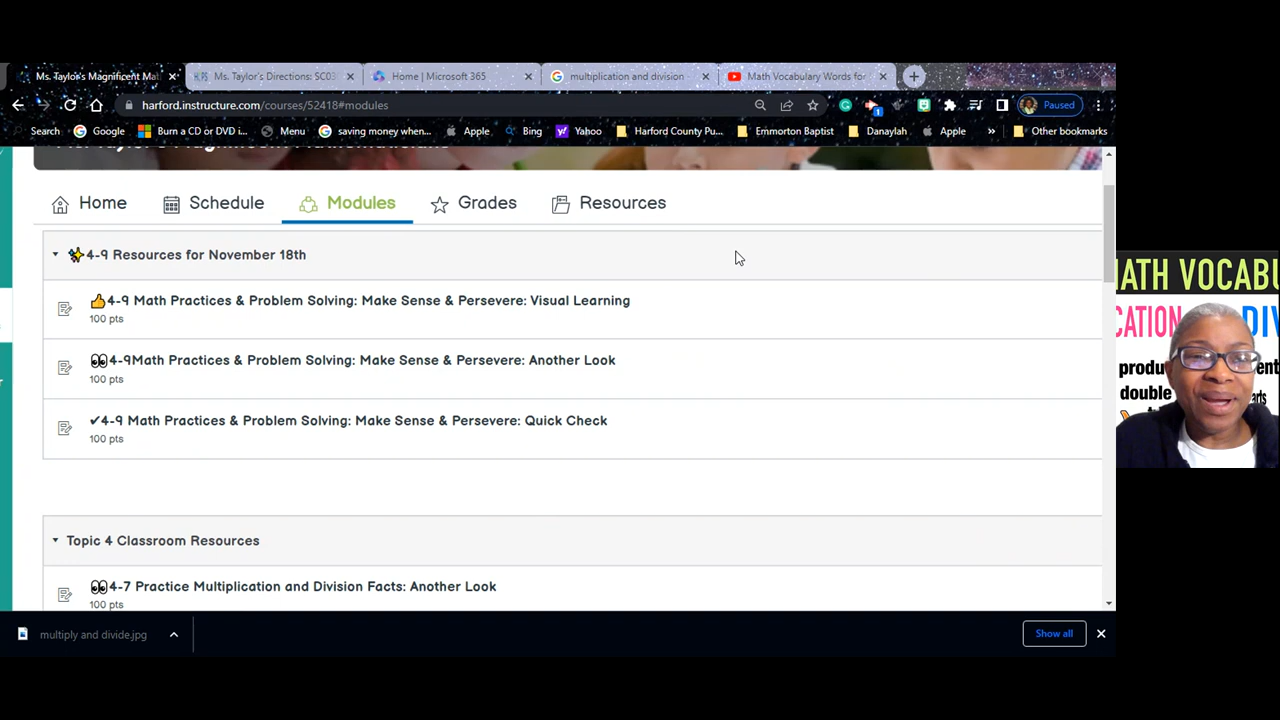 Ms. Taylor's Magnificent Mat
Ms. Taylor's Directions: SC03
Home | Microsoft 365
multiplication and division
Math Vocabulary Words for
harford.instructure.com/courses/52418#modules
Paused
Search
Google
Burn a CD or DVD i...
Menu
saving money when...
Apple
Bing
Yahoo
Harford County Pu...
Emmorton Baptist
Danaylah
Apple
Other bookmarks
Home
Schedule
Modules
Grades
Resources
✨4-9 Resources for November 18th
👍4-9 Math Practices & Problem Solving: Make Sense & Persevere: Visual Learning
100 pts
👀4-9Math Practices & Problem Solving: Make Sense & Persevere: Another Look
100 pts
✔4-9 Math Practices & Problem Solving: Make Sense & Persevere: Quick Check
100 pts
Topic 4 Classroom Resources
👀4-7 Practice Multiplication and Division Facts: Another Look
100 pts
multiply and divide.jpg
Show all
ATH VOCABU
CATION
DI
produ
ent
double
arts